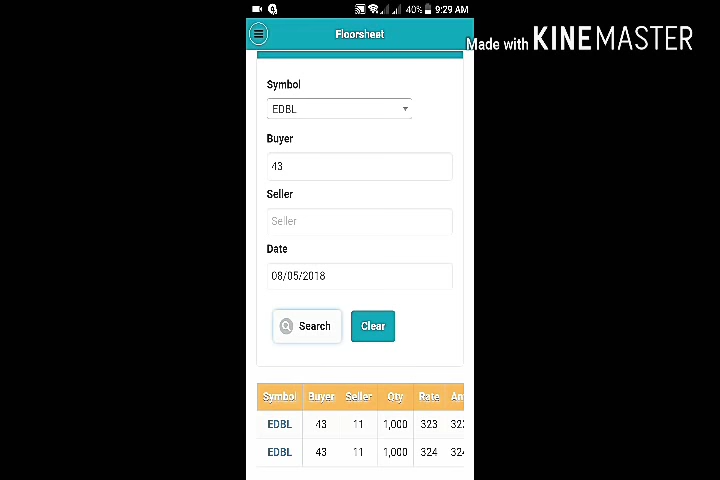 40% 9:29 AM
Floorsheet
Made with KINEMASTER
Symbol
EDBL
Buyer
43
Seller
Seller
Date
08/05/2018
Search Clear
Symbol Buyer Seller Qty Rate
EDBL 43 11 1,000 323
EDBL 43 11 1,000 324